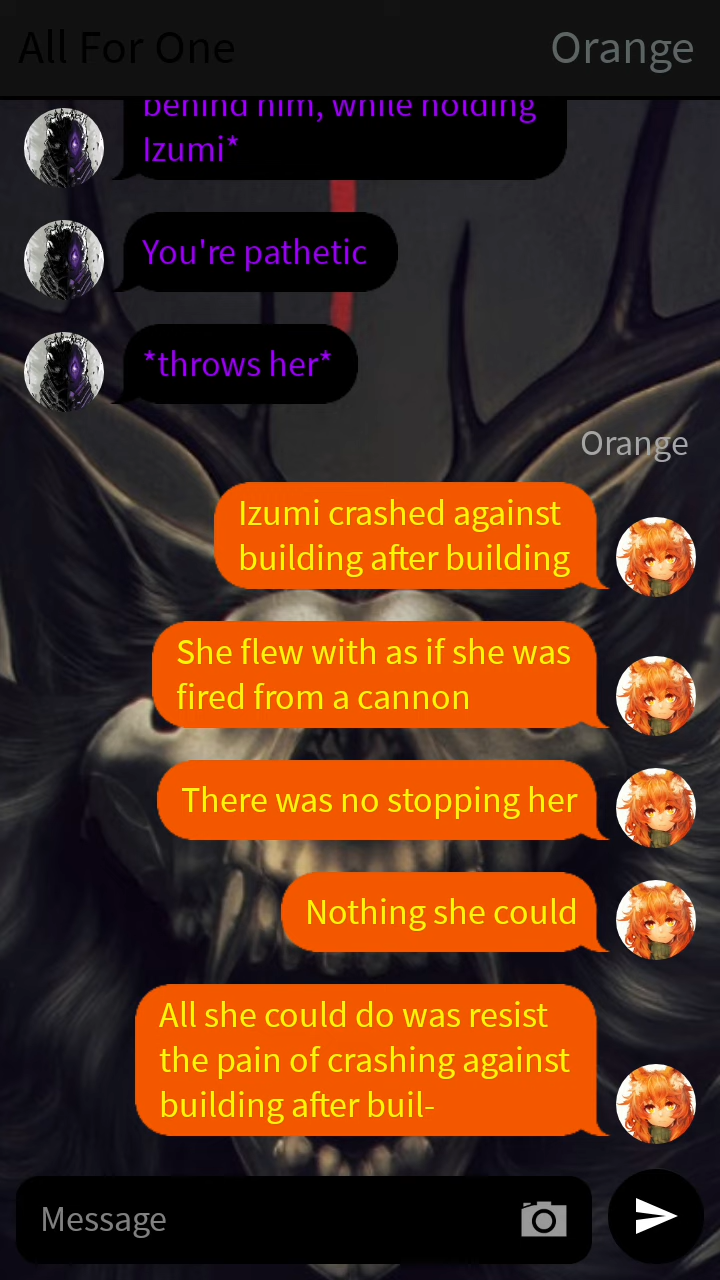 All For One
Orange
behind him, while holding
Izumi*
You're pathetic
*throws her*
Orange
Izumi crashed against
building after building
She flew with as if she was
fired from a cannon
There was no stopping her
Nothing she could
All she could do was resist
the pain of crashing against
building after buil-
Message